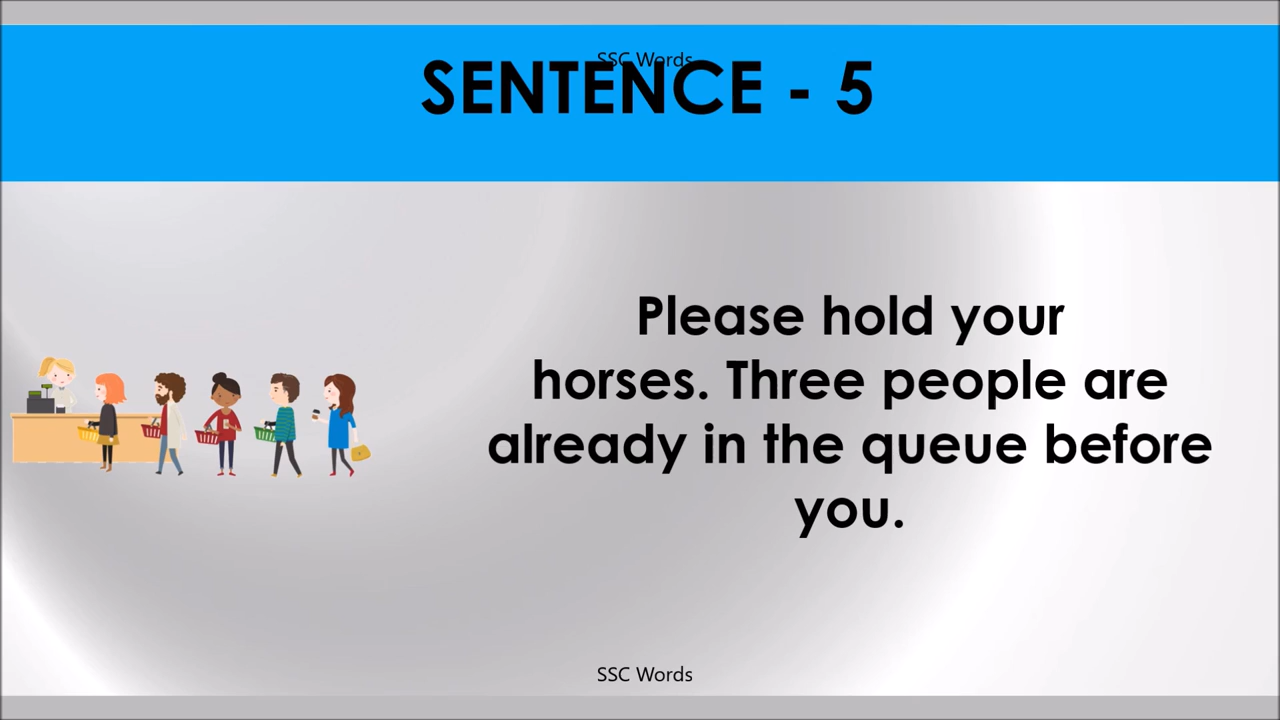 SSC Words
SENTENCE - 5
Please hold your
horses. Three people are
already in the queue before
you.
SSC Words